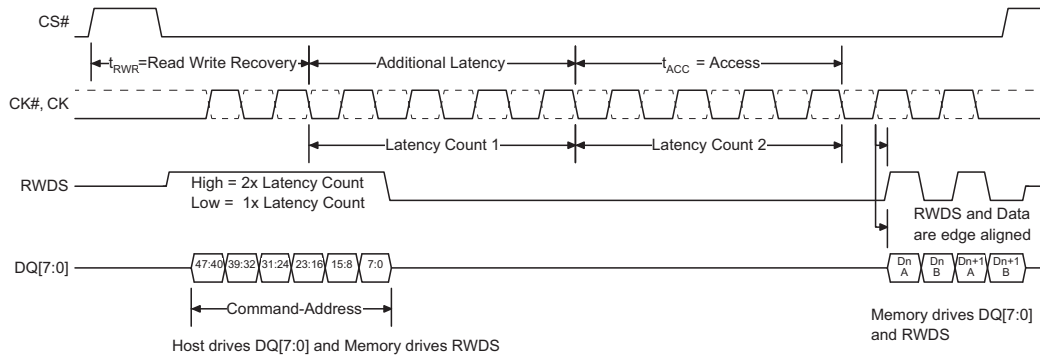 CS#
tRWR=Read Write Recovery
Additional Latency
tACC = Access
CK#, CK
Latency Count 1
Latency Count 2
RWDS
High = 2x Latency Count
Low = 1x Latency Count
RWDS and Data
are edge aligned
DQ[7:0]
47:40 39:32 31:24 23:16 15:8 7:0
Dn A
Dn B
Dn+1 A
Dn+1 B
Command-Address
Memory drives DQ[7:0]
and RWDS
Host drives DQ[7:0] and Memory drives RWDS